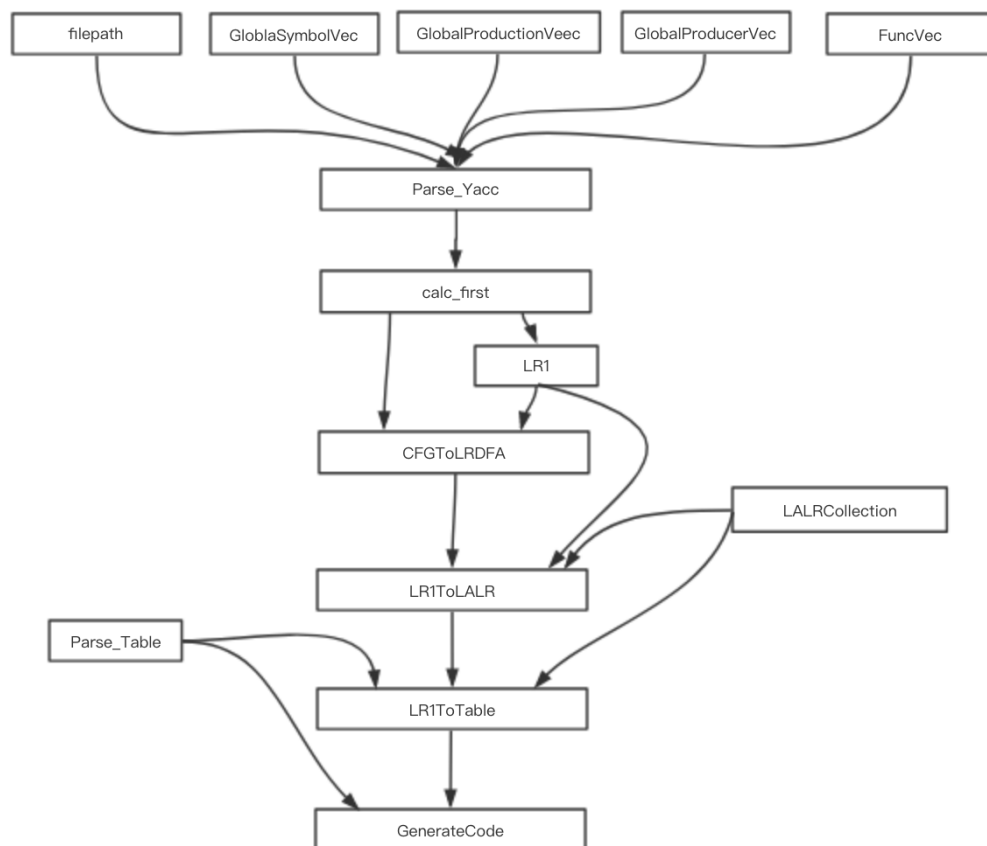 filepath
GloblaSymbolVec
GlobalProductionVeec
GlobalProducerVec
FuncVec
Parse_Yacc
calc_first
LR1
CFGToLRDFA
LALRCollection
LR1ToLALR
Parse_Table
LR1ToTable
GenerateCode